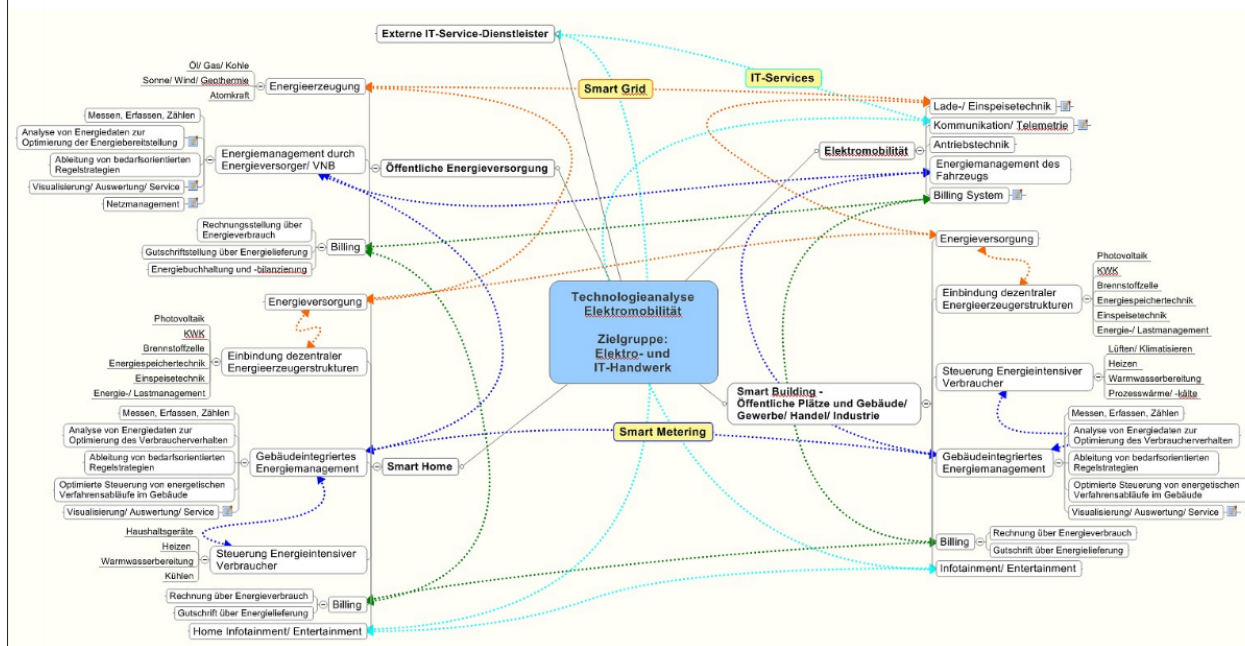 Externe IT-Service-Dienstleister
Öl/ Gas/ Kohle
Sonne/ Wind/ Geothermie
Atomkraft
Energieerzeugung
Smart Grid
IT-Services
Messen, Erfassen, Zählen
Analyse von Energiedaten zur
Optimierung der Energiebereitstellung
Ableitung von bedarfsorientierten
Regelstrategien
Visualisierung/ Auswertung/ Service
Netzmanagement
Energiemanagement durch
Energieversorger/ VNB
Öffentliche Energieversorgung
Rechnungsstellung über
Energieverbrauch
Gutschriftstellung über Energielieferung
Energiebuchhaltung und -bilanzierung
Billing
Elektromobilität
Lade-/ Einspeisetechnik
Kommunikation/ Telemetrie
Antriebstechnik
Energiemanagement des
Fahrzeugs
Billing System
Technologieanalyse
Elektromobilität
Zielgruppe:
Elektro- und
IT-Handwerk
Energieversorgung
Photovoltaik
KWK
Brennstoffzelle
Energiespeichertechnik
Einspeisetechnik
Energie-/ Lastmanagement
Einbindung dezentraler
Energieerzeugerstrukturen
Messen, Erfassen, Zählen
Analyse von Energiedaten zur
Optimierung des Verbraucherverhalten
Ableitung von bedarfsorientierten
Regelstrategien
Optimierte Steuerung von energetischen
Verfahrensabläufe im Gebäude
Visualisierung/ Auswertung/ Service
Gebäudeintegriertes
Energiemanagement
Smart Home
Haushaltsgeräte
Heizen
Warmwasserbereitung
Kühlen
Steuerung Energieintensiver
Verbraucher
Rechnung über Energieverbrauch
Gutschrift über Energielieferung
Billing
Home Infotainment/ Entertainment
Smart Metering
Smart Building -
Öffentliche Plätze und Gebäude/
Gewerbe/ Handel/ Industrie
Energieversorgung
Einbindung dezentraler
Energieerzeugerstrukturen
Photovoltaik
KWK
Brennstoffzelle
Energiespeichertechnik
Einspeisetechnik
Energie-/ Lastmanagement
Steuerung Energieintensiver
Verbraucher
Lüften/ Klimatisieren
Heizen
Warmwasserbereitung
Prozesswärme/ -kälte
Gebäudeintegriertes
Energiemanagement
Messen, Erfassen, Zählen
Analyse von Energiedaten zur
Optimierung des Verbraucherverhalten
Ableitung von bedarfsorientierten
Regelstrategien
Optimierte Steuerung von energetischen
Verfahrensabläufe im Gebäude
Visualisierung/ Auswertung/ Service
Billing
Rechnung über Energieverbrauch
Gutschrift über Energielieferung
Infotainment/ Entertainment